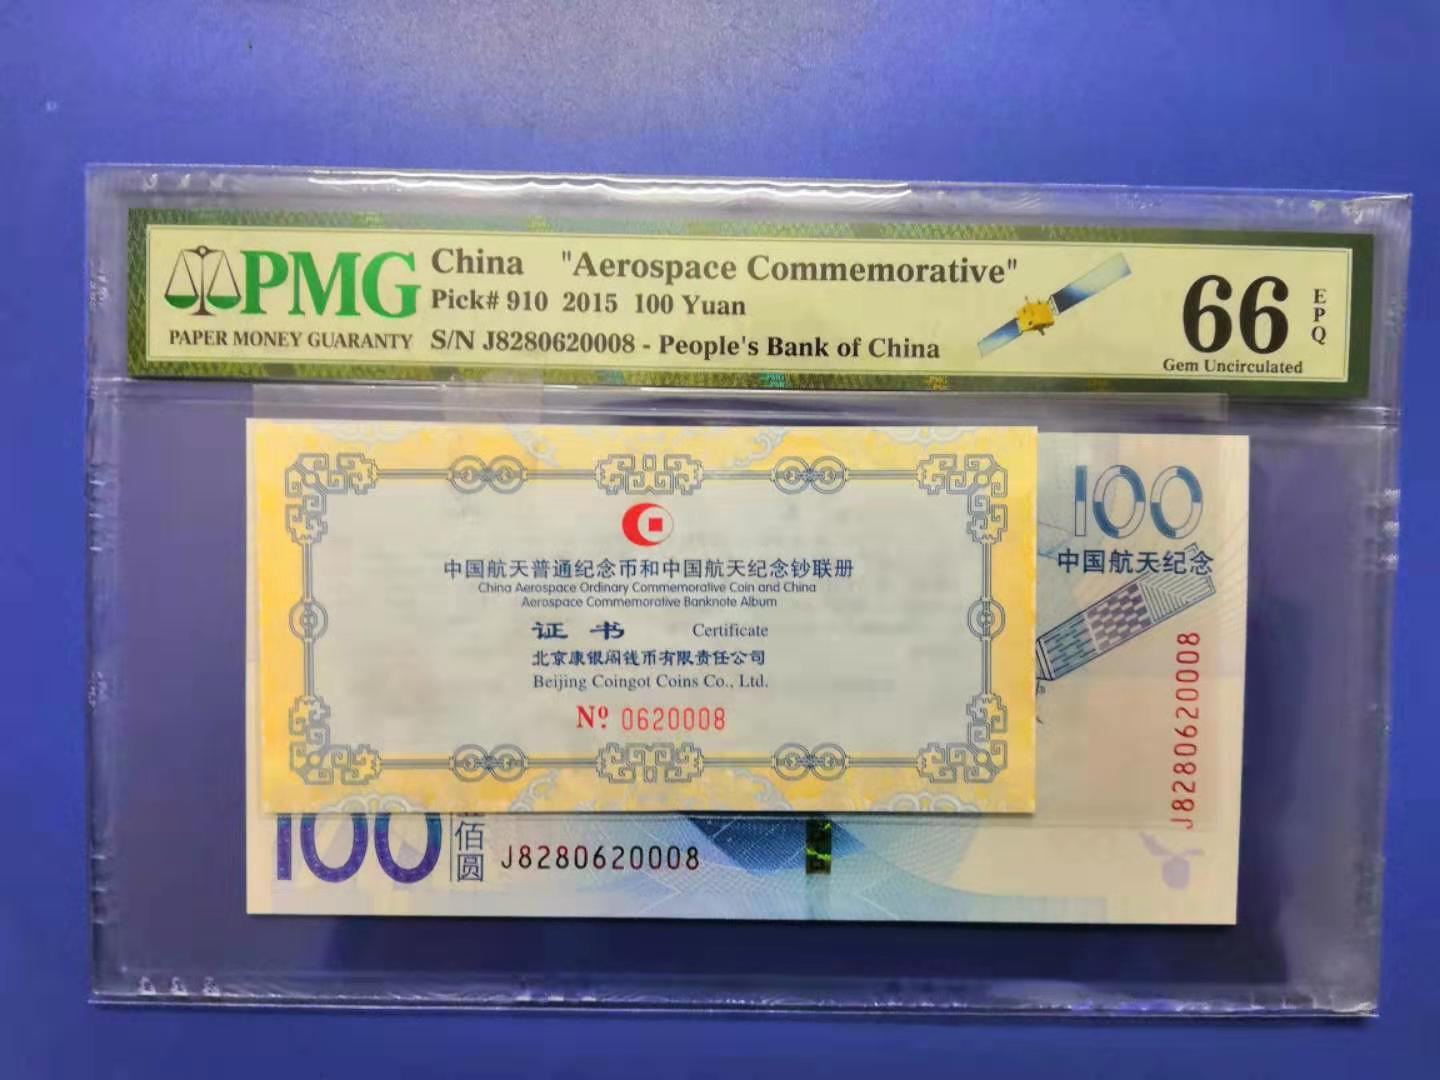 PMG
PAPER MONEY GUARANTY
China "Aerospace Commemorative"
Pick# 910 2015 100 Yuan
S/N J8280620008 - People's Bank of China
66
EPQ
Gem Uncirculated
中国航天普通纪念币和中国航天纪念钞联册
China Aerospace Ordinary Commemorative Coin and China
Aerospace Commemorative Banknote Album
证书 Certificate
北京康银阁钱币有限责任公司
Beijing Coingot Coins Co., Ltd.
Nº 0620008
100
中国航天纪念
J8280620008
100
佰圆
J8280620008